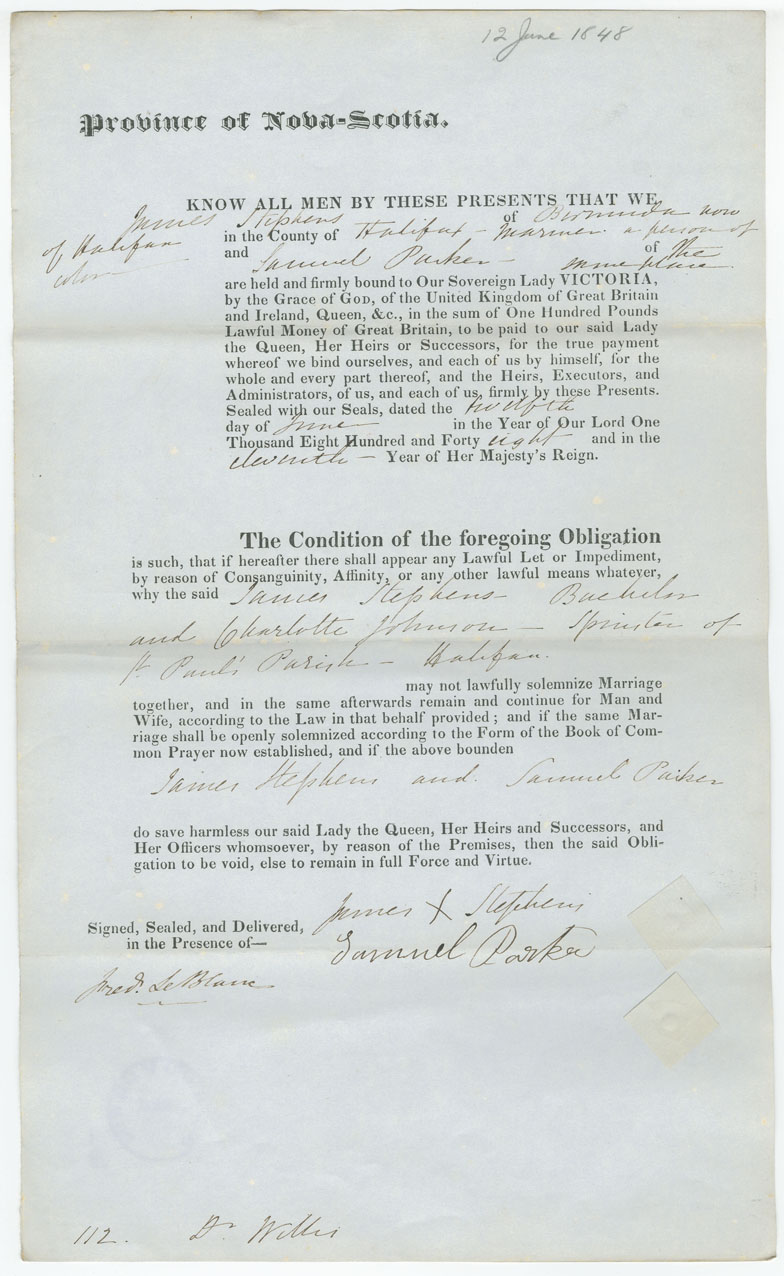 12 June 1848
Province of Nova-Scotia.
KNOW ALL MEN BY THESE PRESENTS THAT WE
James Stephens of Bermuda now
of Halifax in the County of Halifax - Mariner a person of
color and Samuel Parker - of the
same place.
are held and firmly bound to Our Sovereign Lady VICTORIA,
by the Grace of GOD, of the United Kingdom of Great Britain
and Ireland, Queen, &c., in the sum of One Hundred Pounds
Lawful Money of Great Britain, to be paid to our said Lady
the Queen, Her Heirs or Successors, for the true payment
whereof we bind ourselves, and each of us by himself, for the
whole and every part thereof, and the Heirs, Executors, and
Administrators, of us, and each of us, firmly by these Presents.
Sealed with our Seals, dated the twelfth
day of June in the Year of Our Lord One
Thousand Eight Hundred and Forty eight and in the
eleventh - Year of Her Majesty's Reign.
The Condition of the foregoing Obligation
is such, that if hereafter there shall appear any Lawful Let or Impediment,
by reason of Consanguinity, Affinity, or any other lawful means whatever,
why the said James Stephens Bachelor
and Charlotte Johnson - Spinster of
St Paul's Parish - Halifax.
may not lawfully solemnize Marriage
together, and in the same afterwards remain and continue for Man and
Wife, according to the Law in that behalf provided; and if the same Mar-
riage shall be openly solemnized according to the Form of the Book of Com-
mon Prayer now established, and if the above bounden
James Stephens and Samuel Parker
do save harmless our said Lady the Queen, Her Heirs and Successors, and
Her Officers whomsoever, by reason of the Premises, then the said Obli-
gation to be void, else to remain in full Force and Virtue.
James X Stephens
Signed, Sealed, and Delivered,
in the Presence of—
Samuel Parker
Fred. LeBlanc
112. Dr Willis